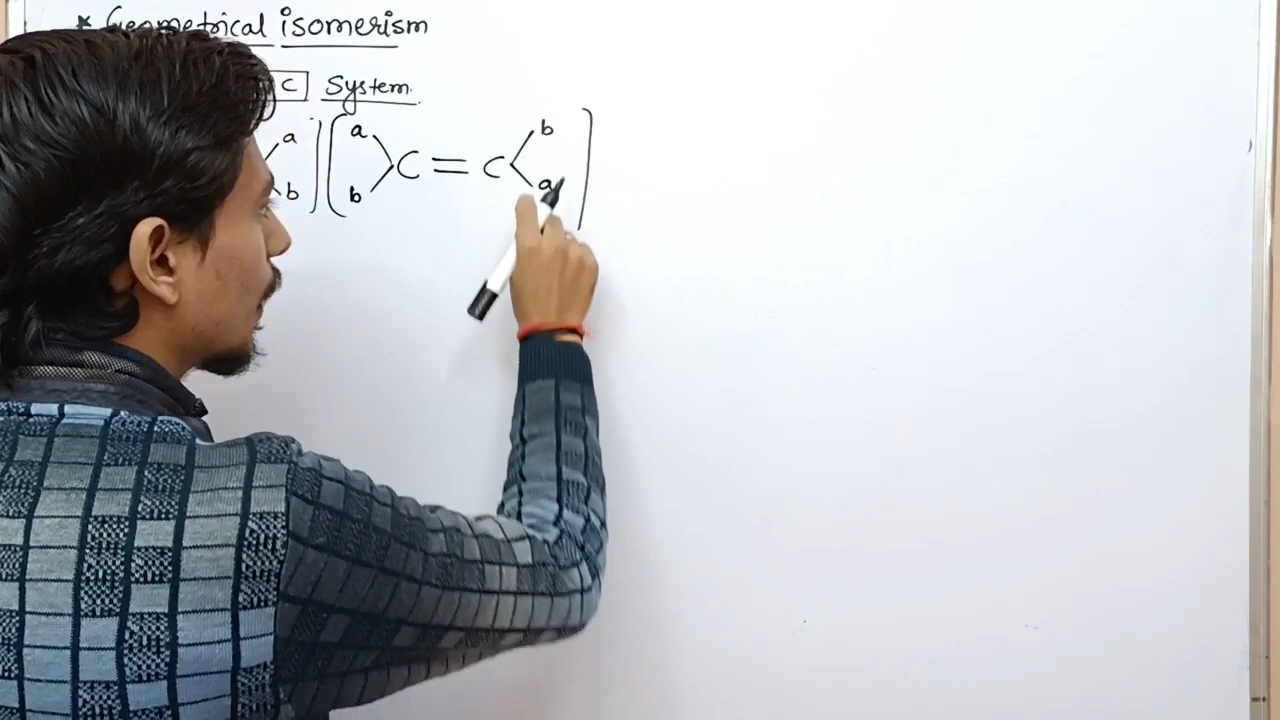 ★ Geometrical isomerism
C System
a a C = C b
b b a